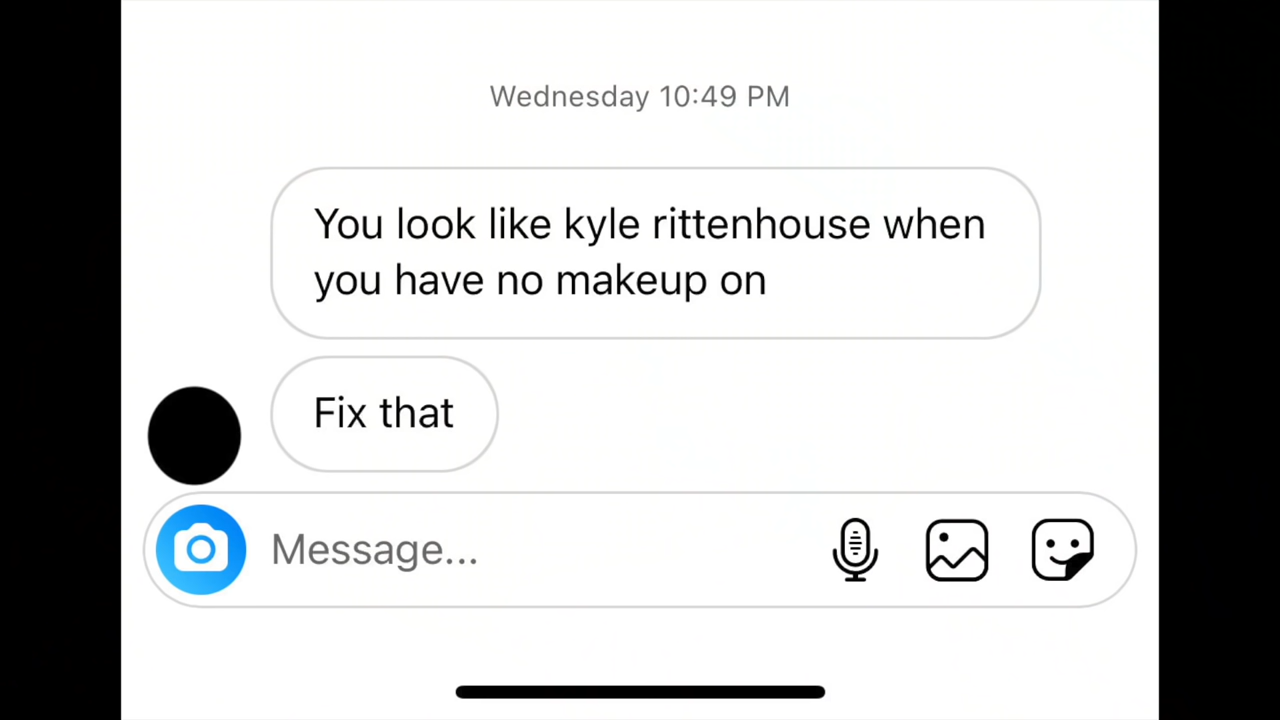 Wednesday 10:49 PM
You look like kyle rittenhouse when
you have no makeup on
Fix that
Message...